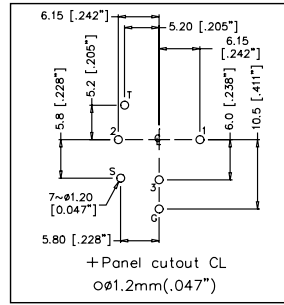 6.15 [.242"]
5.20 [.205"]
6.15
[.242"]
5.2 [.205"]
T
5.8 [.228"]
2
1
6.0 [.238"]
10.5 [.411"]
S
3
7~ø1.20
[0.047"]
G
5.80 [.228"]
+Panel cutout CL
oø1.2mm(.047")